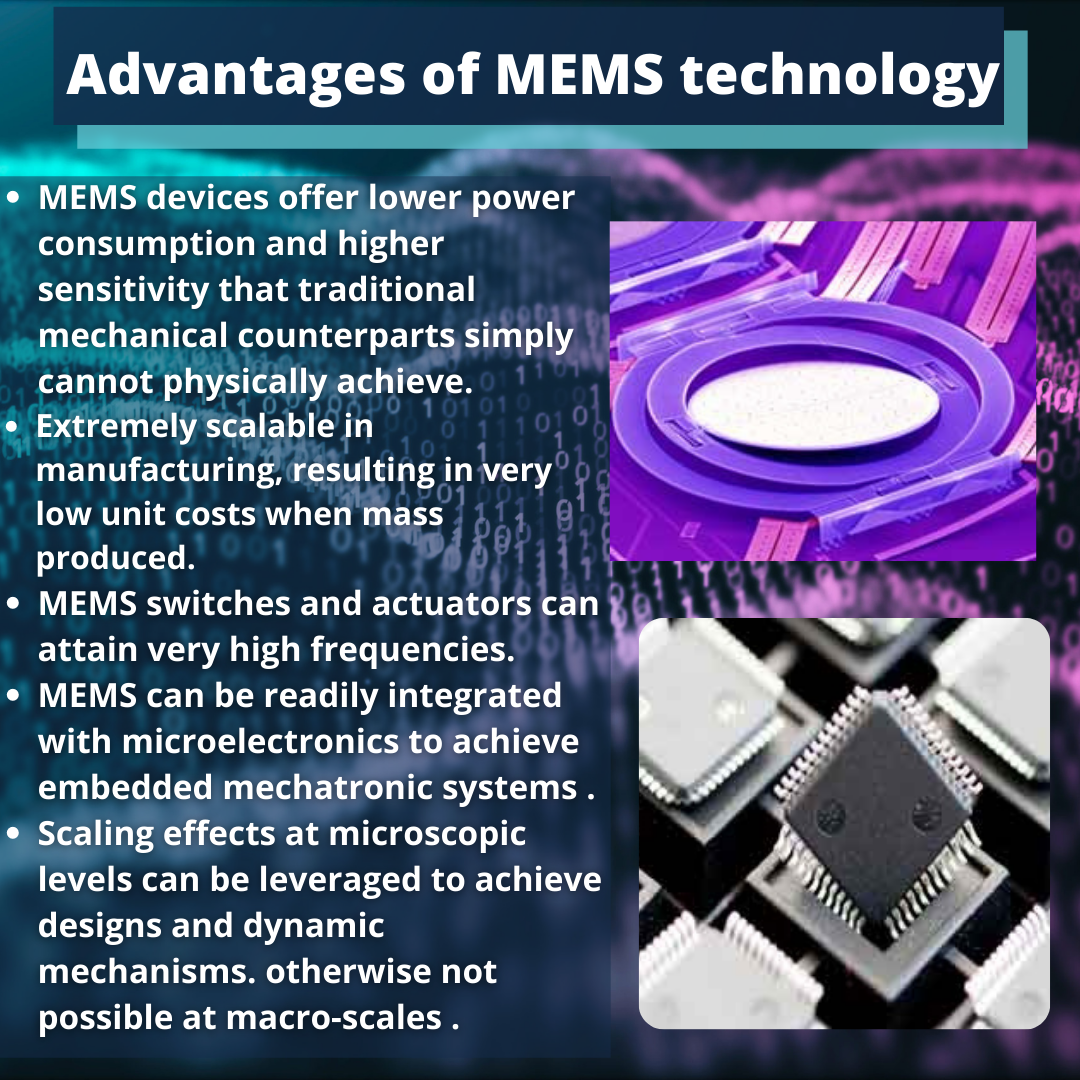 Advantages of MEMS technology
• MEMS devices offer lower power
consumption and higher
sensitivity that traditional
mechanical counterparts simply
cannot physically achieve.
• Extremely scalable in
manufacturing, resulting in very
low unit costs when mass
produced.
• MEMS switches and actuators can
attain very high frequencies.
• MEMS can be readily integrated
with microelectronics to achieve
embedded mechatronic systems .
• Scaling effects at microscopic
levels can be leveraged to achieve
designs and dynamic
mechanisms. otherwise not
possible at macro-scales .